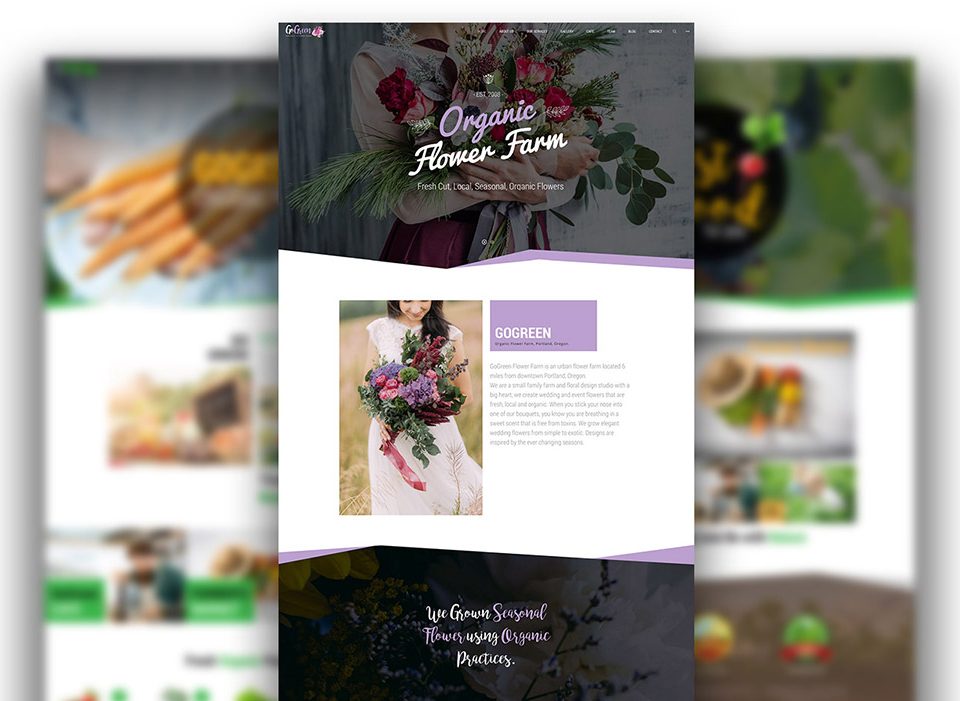 GoGreen
HOME ABOUT US OUR SERVICES GALLERY CAFE TEAM BLOG CONTACT
EST 2008
Organic
Flower Farm
Fresh Cut, Local, Seasonal, Organic Flowers
GOGREEN
Organic Flower Farm, Portland, Oregon.
GoGreen Flower Farm is an urban flower farm located 6
miles from downtown Portland, Oregon.
We are a small family farm and floral design studio with a
big heart; we create wedding and event flowers that are
fresh, local and organic. When you stick your nose into
one of our bouquets, you know you are breathing in a
sweet scent that is free from toxins. We grow elegant
wedding flowers from simple to exotic. Designs are
inspired by the ever changing seasons.
We Grown Seasonal
Flower using Organic
Practices.